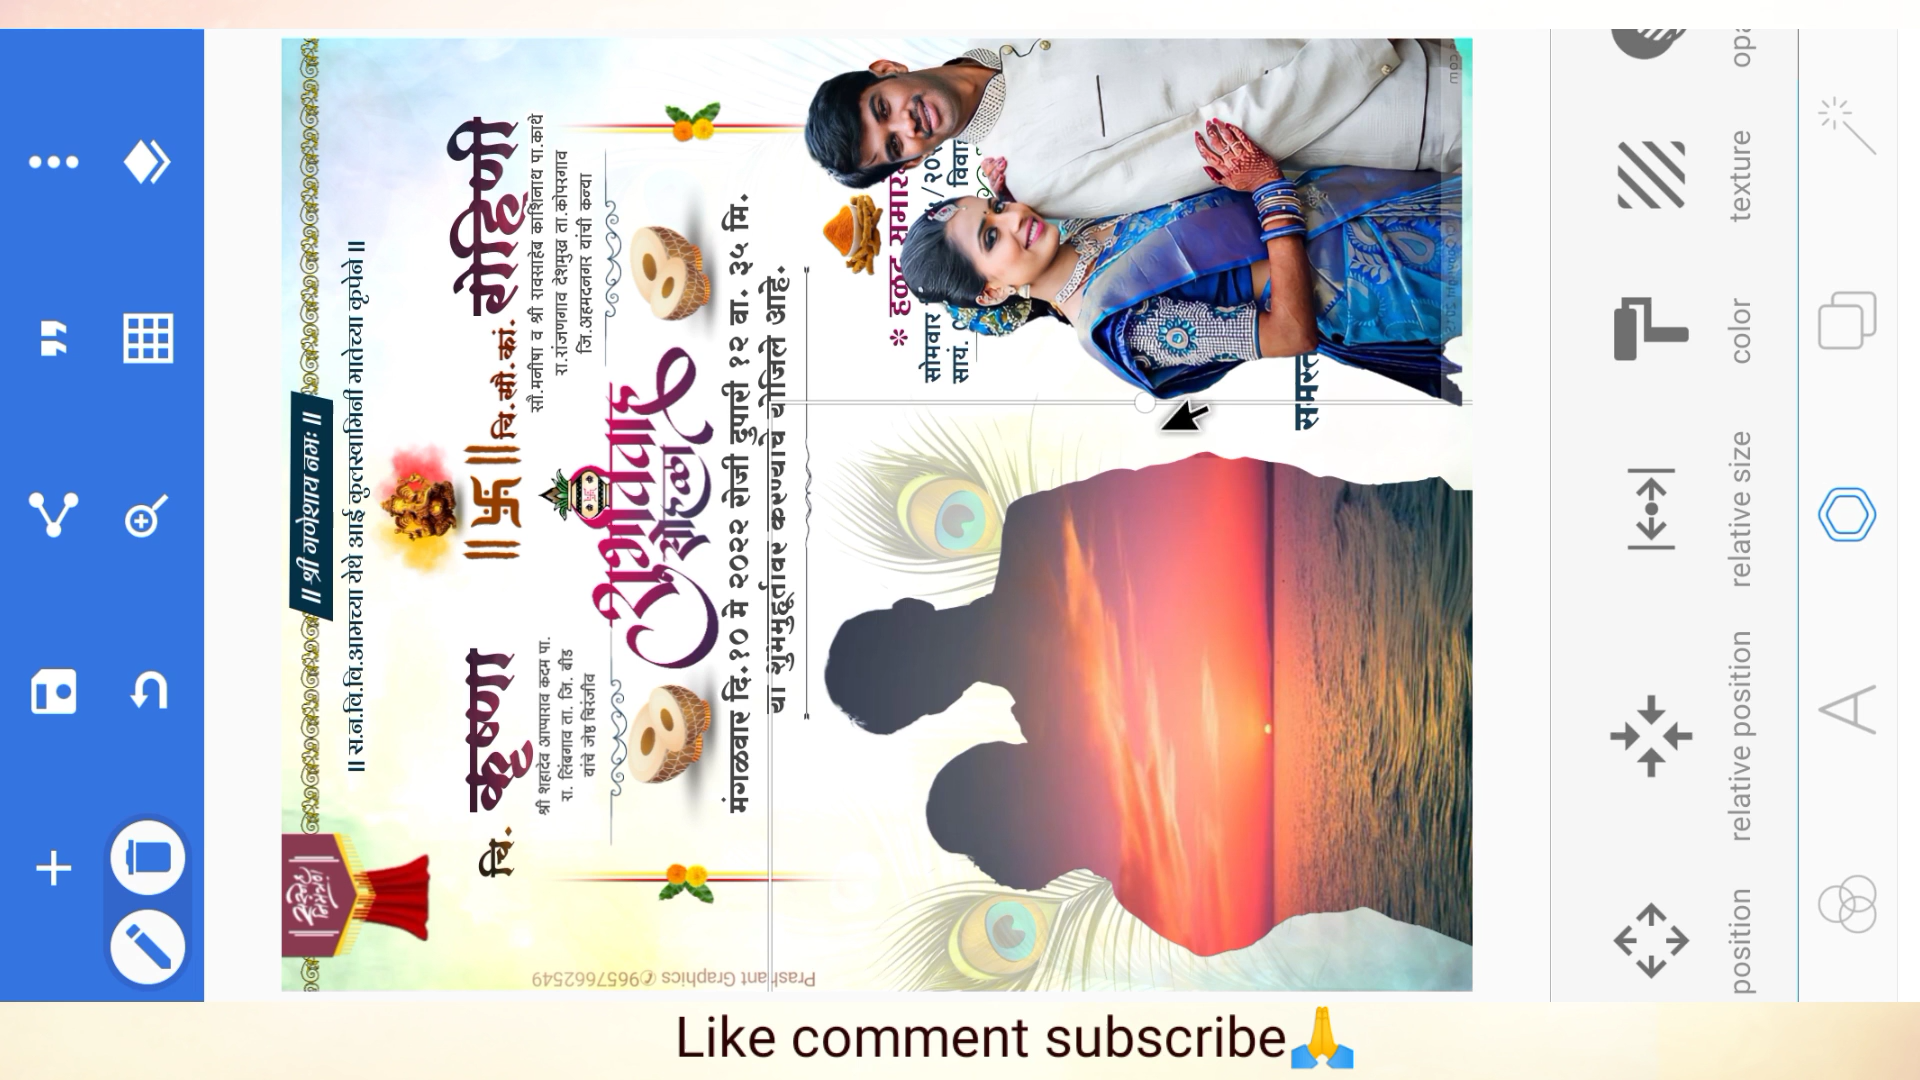 || श्री गणेशाय नमः ||
|| स.न.वि.वि.आमच्या येथे आई कुलस्वामिनी मातेच्या कृपेने ||
चि. कृष्णा
|| 卐 ||
चि.सौ.कां. रोहिणी
श्री शहादेव आप्पाराव कदम पा.
रा. लिंबगाव ता. जि. बीड
यांचे जेष्ठ चिरंजीव
सौ.मनीषा व श्री रावसाहेब काशिनाथ पा.काथे
रा.रांजणगाव देशमुख ता.कोपरगाव
जि.अहमदनगर यांची कन्या
शुभविवाह
सोहळा
मंगळवार दि.१० मे २०२२ रोजी दुपारी १२ वा. ३५ मि.
या शुभमुहूर्तावर करण्याचे योजिले आहे.
* हळद समार
सोमवार
सायं.
विवाह
समस्त
Prashant Graphics ✆9657662549
opa
texture
color
relative size
relative position
position
A
Like comment subscribe🙏